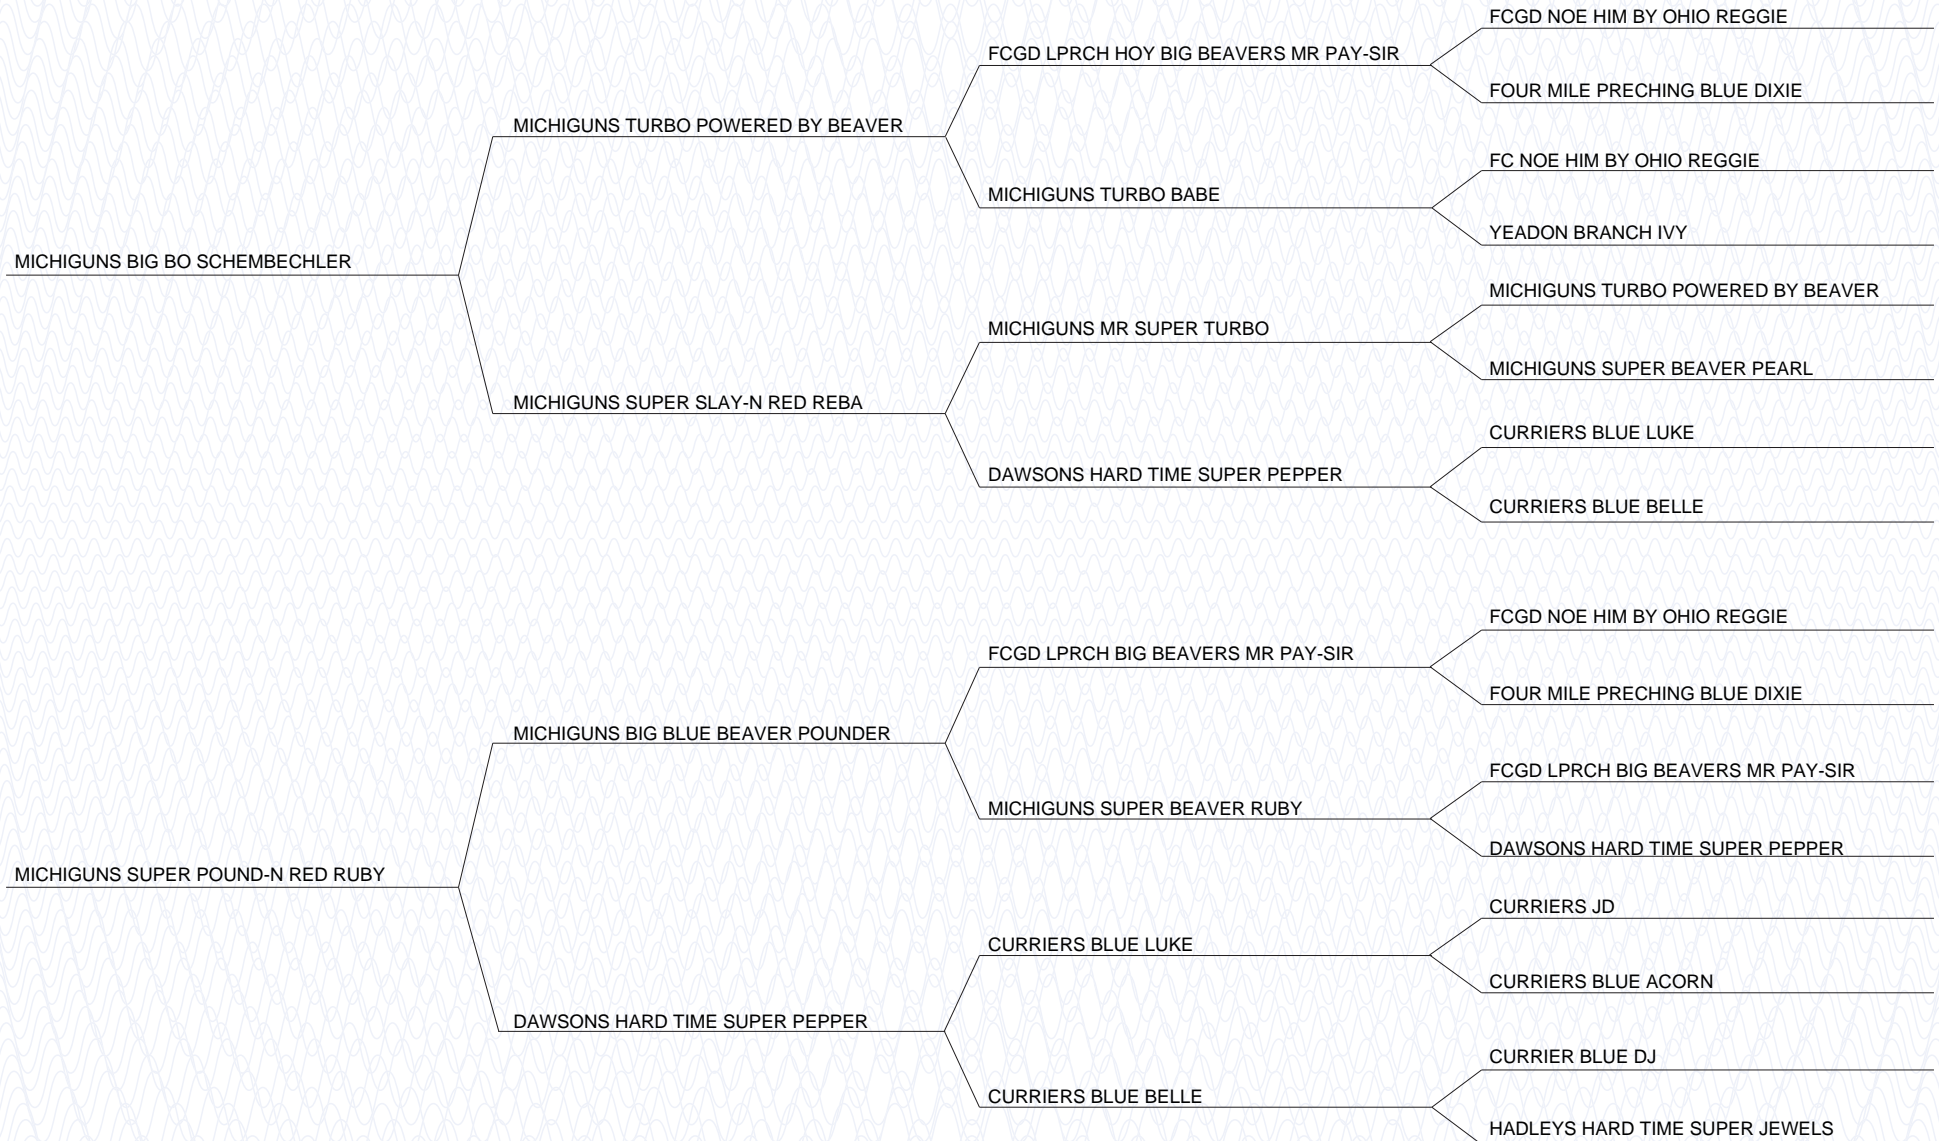 FCGD NOE HIM BY OHIO REGGIE
FCGD LPRCH HOY BIG BEAVERS MR PAY-SIR
FOUR MILE PRECHING BLUE DIXIE
MICHIGUNS TURBO POWERED BY BEAVER
FC NOE HIM BY OHIO REGGIE
MICHIGUNS TURBO BABE
YEADON BRANCH IVY
MICHIGUNS BIG BO SCHEMBECHLER
MICHIGUNS TURBO POWERED BY BEAVER
MICHIGUNS MR SUPER TURBO
MICHIGUNS SUPER BEAVER PEARL
MICHIGUNS SUPER SLAY-N RED REBA
CURRIERS BLUE LUKE
DAWSONS HARD TIME SUPER PEPPER
CURRIERS BLUE BELLE
FCGD NOE HIM BY OHIO REGGIE
FCGD LPRCH BIG BEAVERS MR PAY-SIR
FOUR MILE PRECHING BLUE DIXIE
MICHIGUNS BIG BLUE BEAVER POUNDER
FCGD LPRCH BIG BEAVERS MR PAY-SIR
MICHIGUNS SUPER BEAVER RUBY
DAWSONS HARD TIME SUPER PEPPER
MICHIGUNS SUPER POUND-N RED RUBY
CURRIERS JD
CURRIERS BLUE LUKE
CURRIERS BLUE ACORN
DAWSONS HARD TIME SUPER PEPPER
CURRIER BLUE DJ
CURRIERS BLUE BELLE
HADLEYS HARD TIME SUPER JEWELS